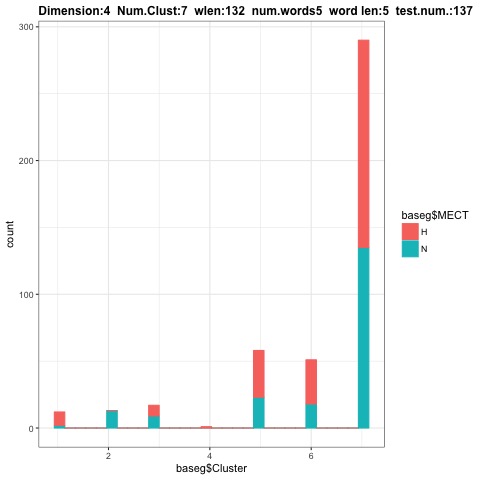 Dimension:4 Num.Clust:7 wlen:132 num.words5 word len:5 test.num.:137
300
200
100
0
count
2
4
6
baseg$Cluster
baseg$MECT
H
N